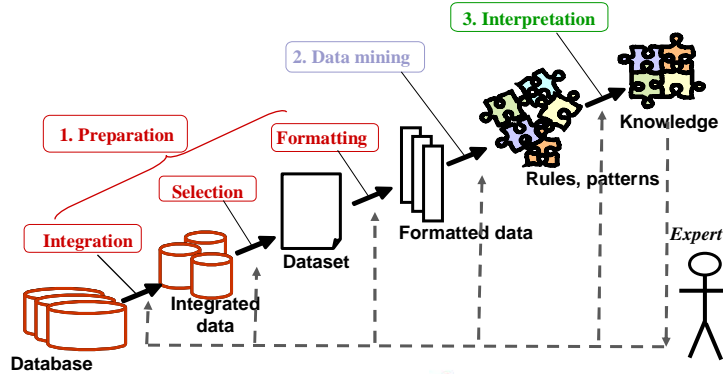 3. Interpretation
2. Data mining
1. Preparation
Formatting
Knowledge
Rules, patterns
Selection
Formatted data
Expert
Integration
Dataset
Integrated
data
Database